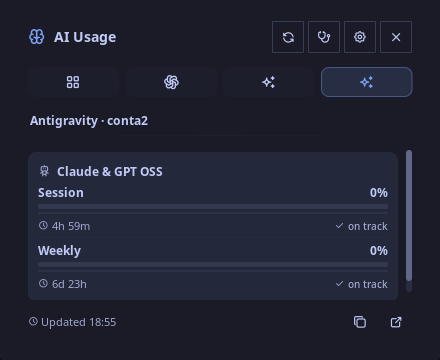 AI Usage
Antigravity · conta2
Claude & GPT OSS
Session 0%
4h 59m ✓ on track
Weekly 0%
6d 23h ✓ on track
Updated 18:55